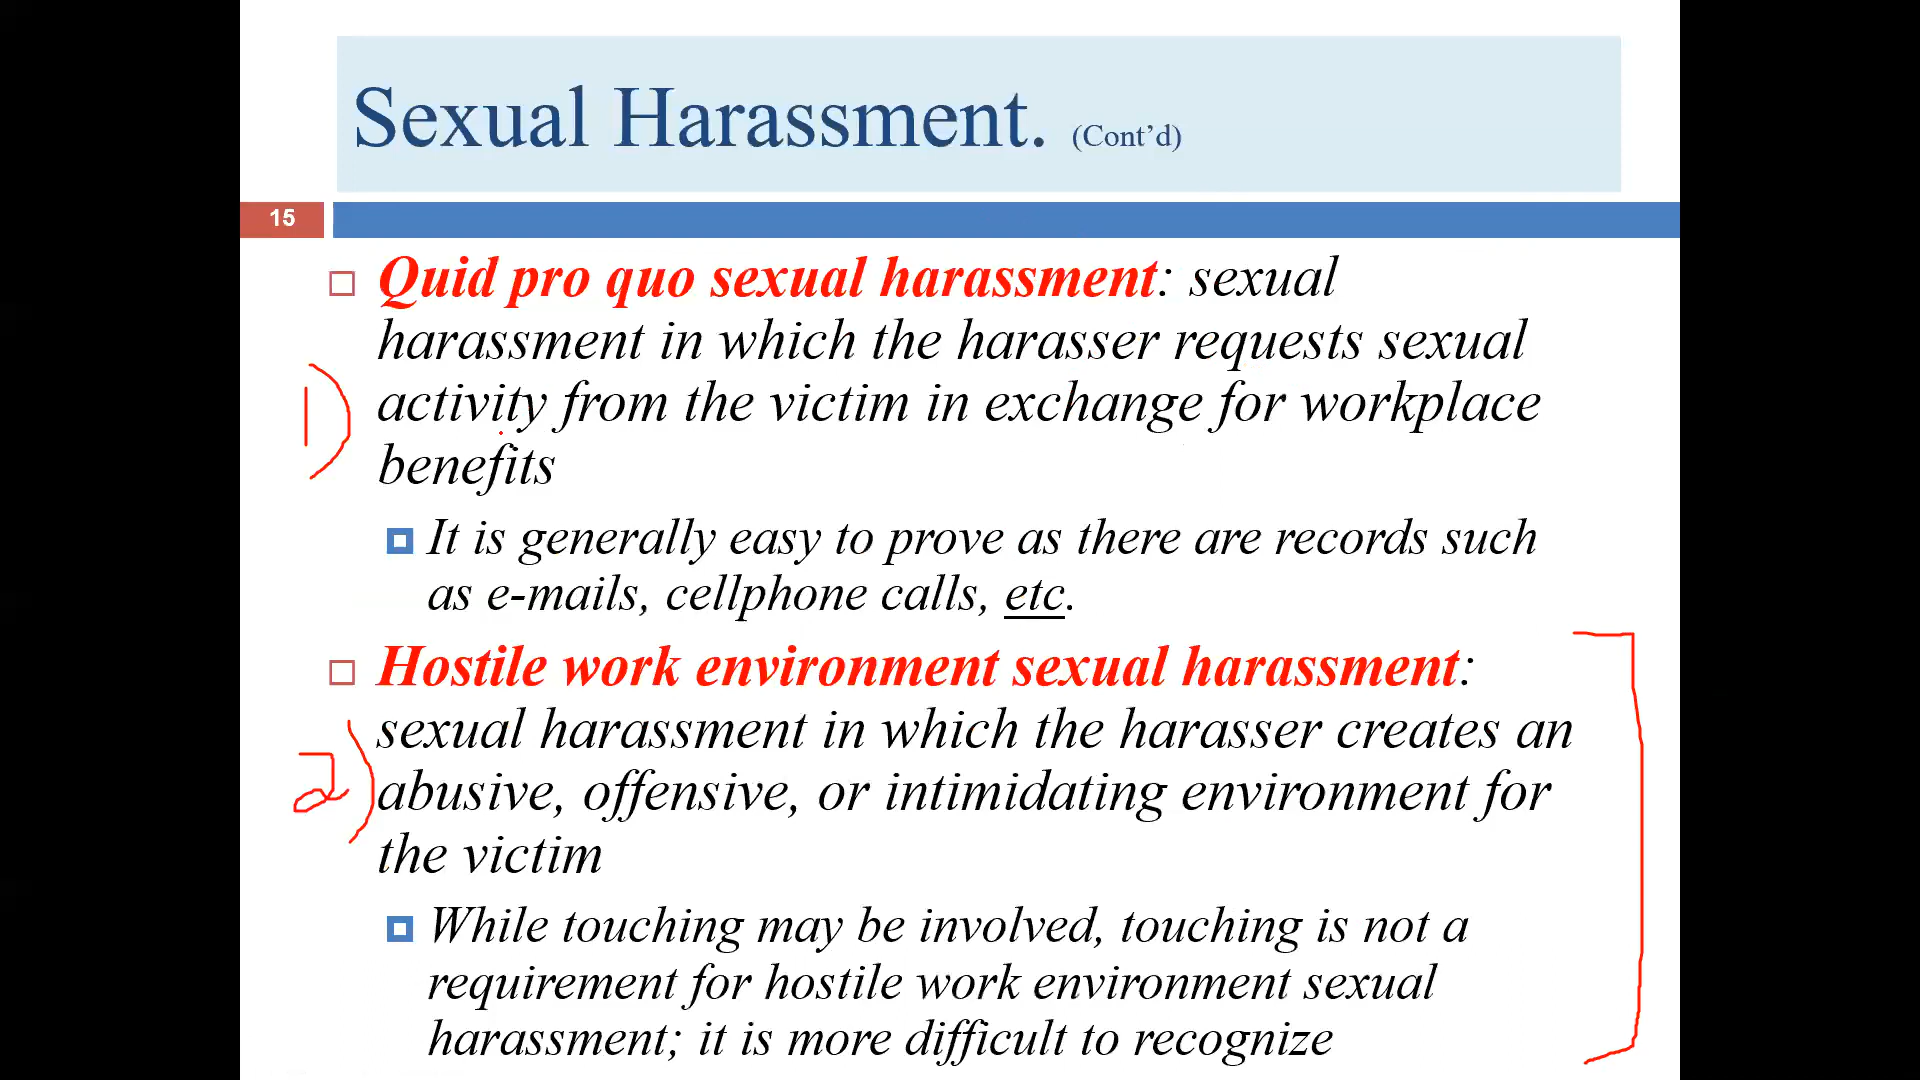 Sexual Harassment. (Cont’d)
15
Quid pro quo sexual harassment: sexual
harassment in which the harasser requests sexual
1)
activity from the victim in exchange for workplace
benefits
It is generally easy to prove as there are records such
as e-mails, cellphone calls, etc.
Hostile work environment sexual harassment:
sexual harassment in which the harasser creates an
2)
abusive, offensive, or intimidating environment for
the victim
While touching may be involved, touching is not a
requirement for hostile work environment sexual
harassment; it is more difficult to recognize